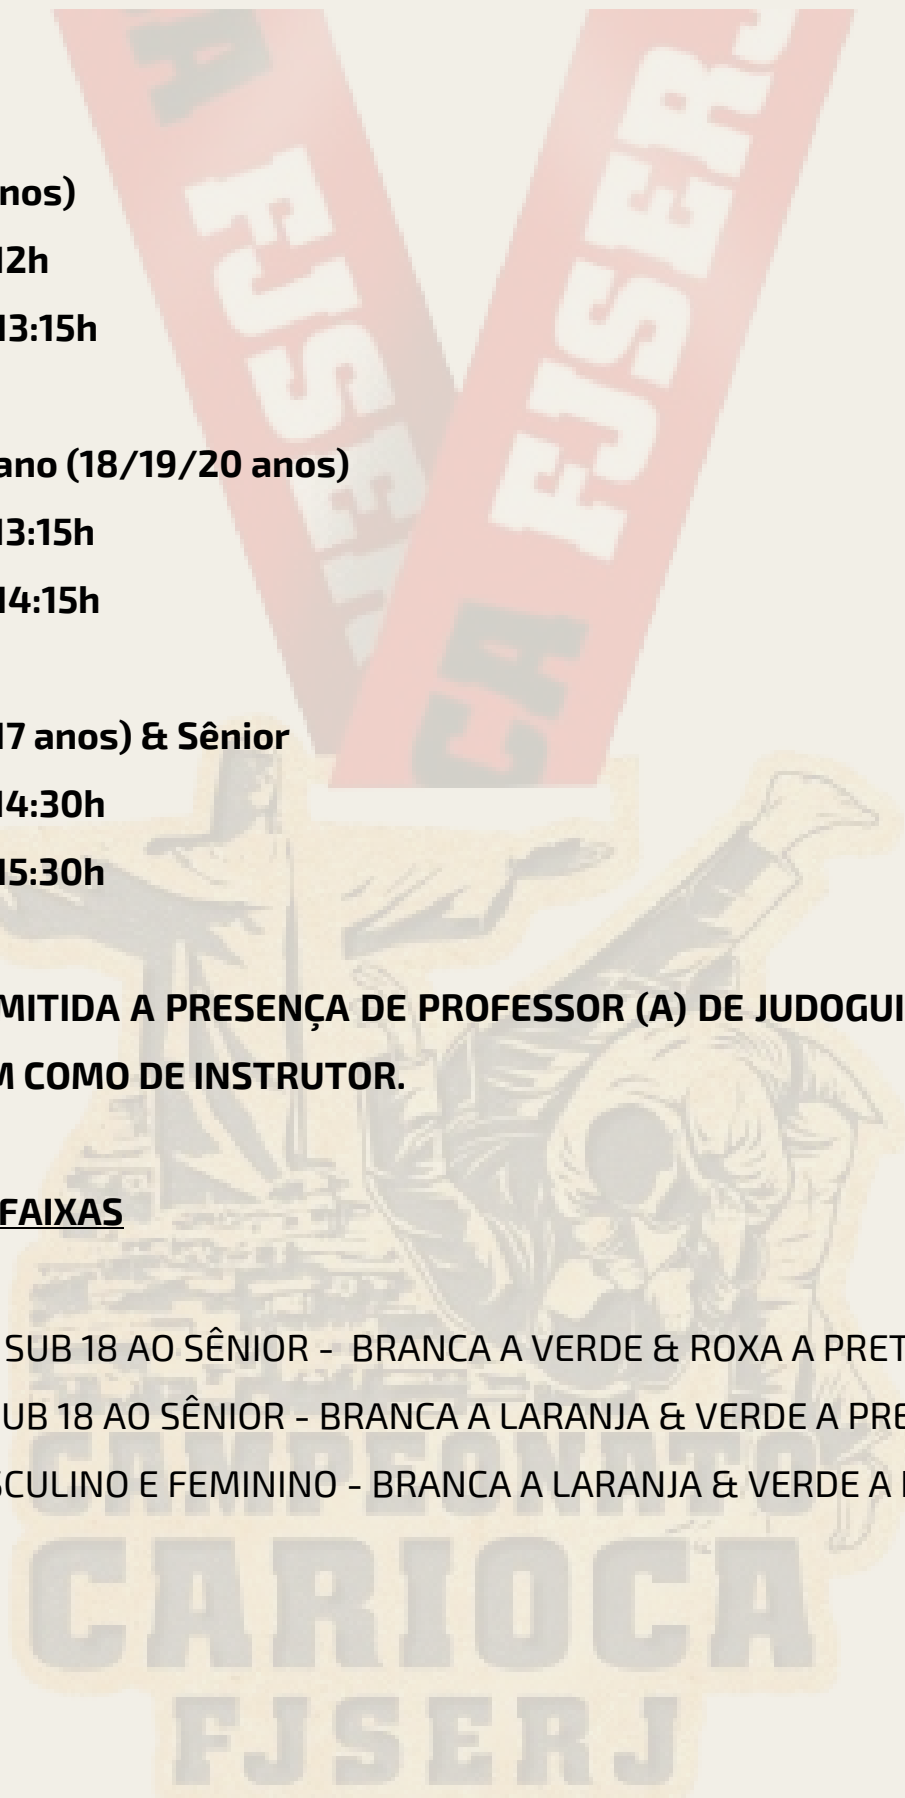 CA FJSERJ
FJSERJ
nos)
12h
13:15h
ano (18/19/20 anos)
13:15h
14:15h
17 anos) & Sênior
14:30h
15:30h
MITIDA A PRESENÇA DE PROFESSOR (A) DE JUDOGUI
M COMO DE INSTRUTOR.
FAIXAS
SUB 18 AO SÊNIOR - BRANCA A VERDE & ROXA A PRET
UB 18 AO SÊNIOR - BRANCA A LARANJA & VERDE A PRE
SCULINO E FEMININO - BRANCA A LARANJA & VERDE A
CAMPEONATO
CARIOCA
FJSERJ